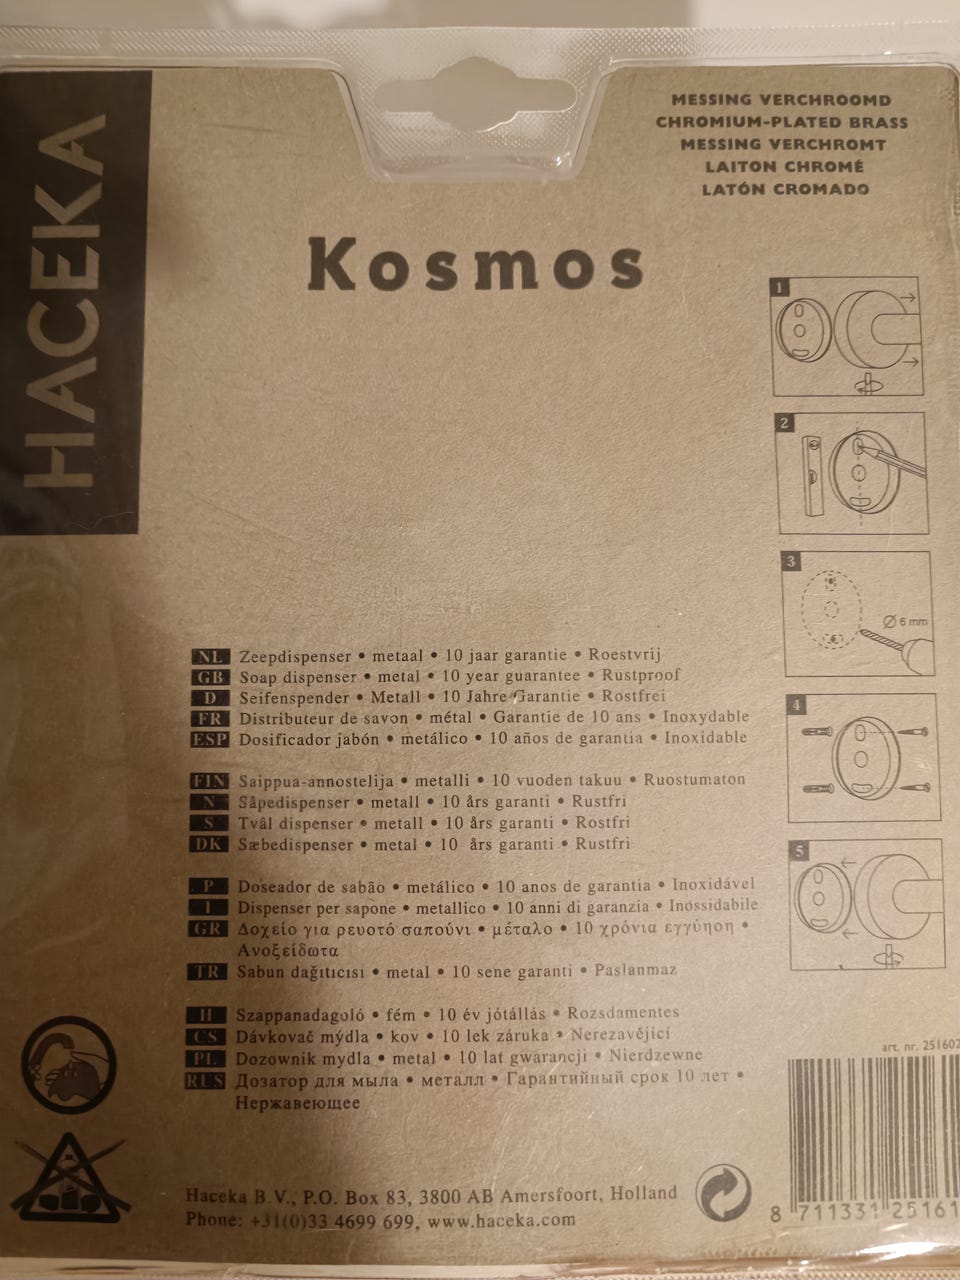 HACEKA
MESSING VERCHROOMD
CHROMIUM-PLATED BRASS
MESSING VERCHROMT
LAITON CHROMÉ
LATÓN CROMADO
Kosmos
1
2
3
Ø 6 mm
4
5
NL Zeepdispenser • metaal • 10 jaar garantie • Roestvrij
GB Soap dispenser • metal • 10 year guarantee • Rustproof
D Seifenspender • Metall • 10 Jahre Garantie • Rostfrei
FR Distributeur de savon • métal • Garantie de 10 ans • Inoxydable
ESP Dosificador jabón • metálico • 10 años de garantia • Inoxidable
FIN Saippua-annostelija • metalli • 10 vuoden takuu • Ruostumaton
N Såpedispenser • metall • 10 års garanti • Rustfri
S Tvål dispenser • metall • 10 års garanti • Rostfri
DK Sæbedispenser • metal • 10 års garanti • Rustfri
P Doseador de sabão • metálico • 10 anos de garantia • Inoxidável
I Dispenser per sapone • metallico • 10 anni di garanzia • Inossidabile
GR Δοχείο για ρευστό σαπούνι • μέταλο • 10 χρόνια εγγύηση •
Ανοξείδωτα
TR Sabun dağıtıcısı • metal • 10 sene garanti • Paslanmaz
H Szappanadagoló • fém • 10 év jótállás • Rozsdamentes
CS Dávkovač mýdla • kov • 10 lek záruka • Nerezavějící
PL Dozownik mydła • metal • 10 lat gwarancji • Nierdzewne
RUS Дозатор для мыла • металл • Гарантийный срок 10 лет •
Нержавеющее
art. nr. 251602
Haceka B.V., P.O. Box 83, 3800 AB Amersfoort, Holland
Phone: +31(0)33 4699 699, www.haceka.com
8 711331 25161